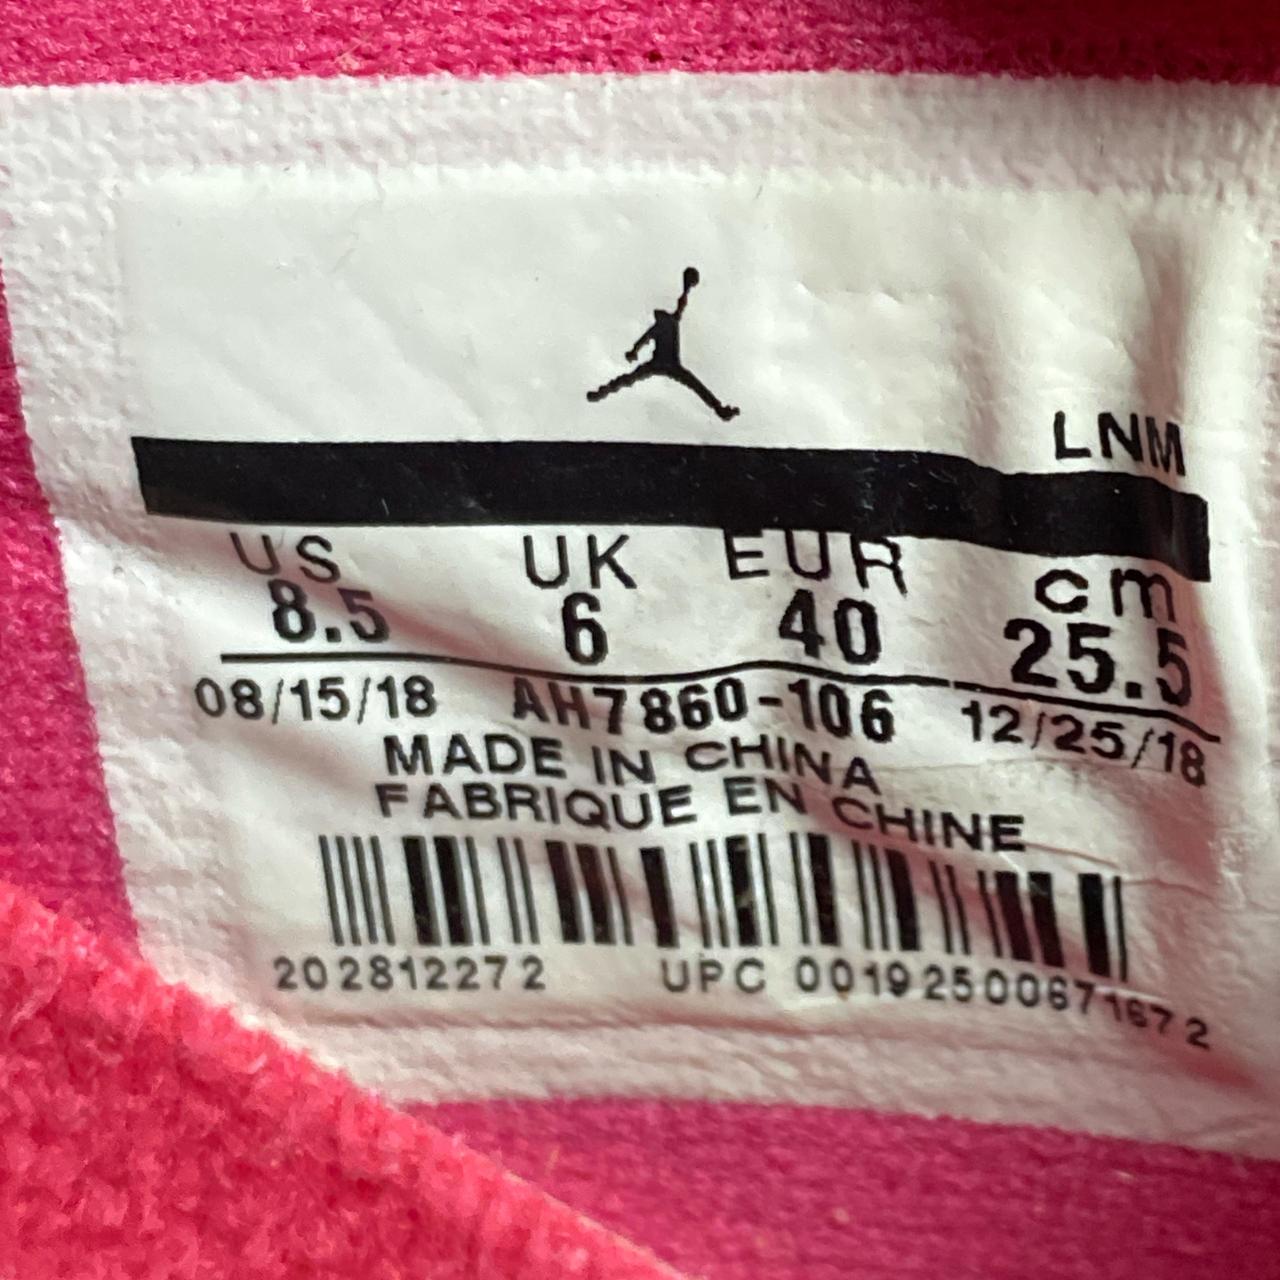 LNM
US UK EUR cm
8.5 6 40 25.5
08/15/18 AH7860-106 12/25/18
MADE IN CHINA
FABRIQUE EN CHINE
202812272 UPC 00192500671672